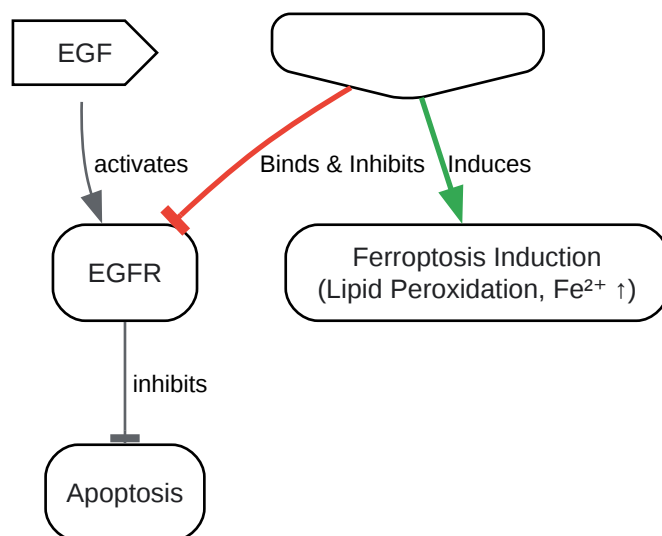 EGF
activates
Binds & Inhibits
Induces
EGFR
Ferroptosis Induction
(Lipid Peroxidation, Fe²⁺ ↑)
inhibits
Apoptosis